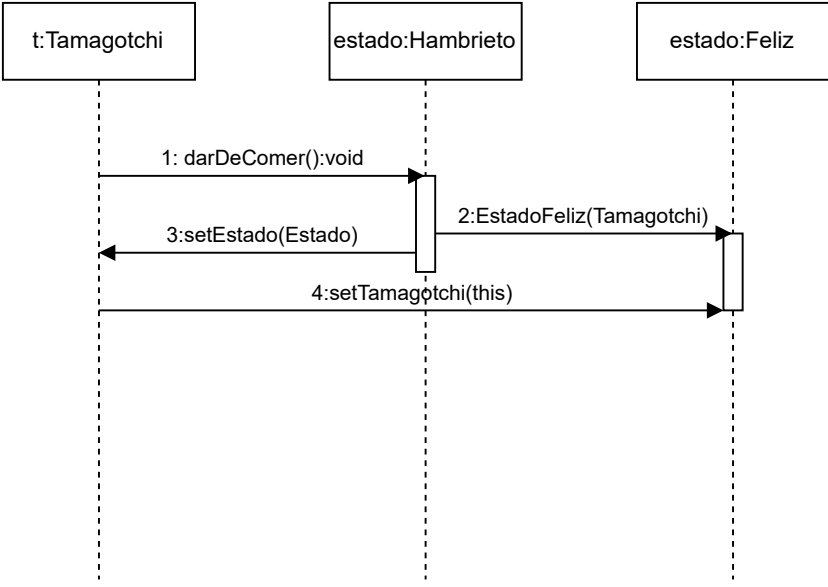 t:Tamagotchi
estado:Hambrieto
estado:Feliz
1: darDeComer():void
2:EstadoFeliz(Tamagotchi)
3:setEstado(Estado)
4:setTamagotchi(this)